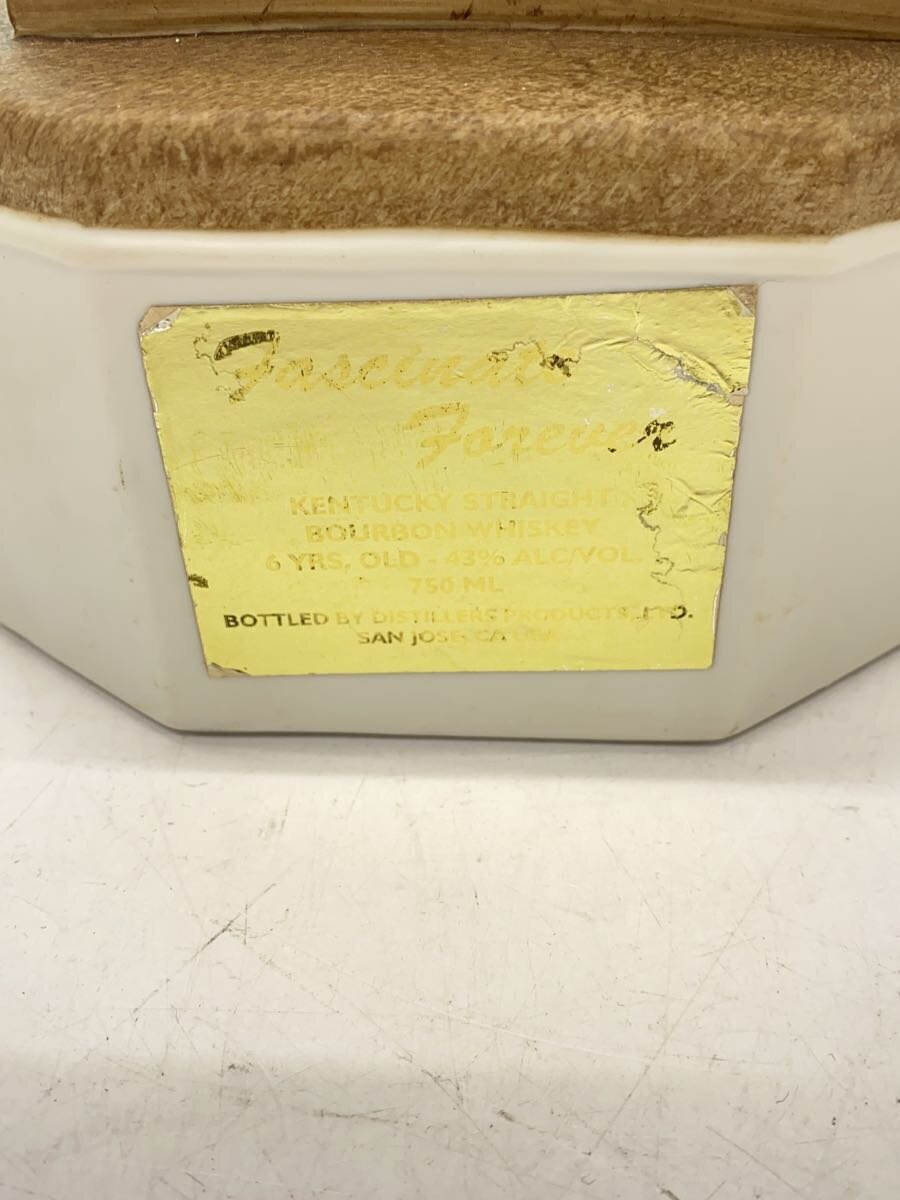 Fascinate
Forever
KENTUCKY STRAIGHT
BOURBON WHISKEY
6 YRS. OLD - 43% ALC/VOL.
750 ML
BOTTLED BY DISTILLERS PRODUCTS, LTD.
SAN JOSE, CA USA